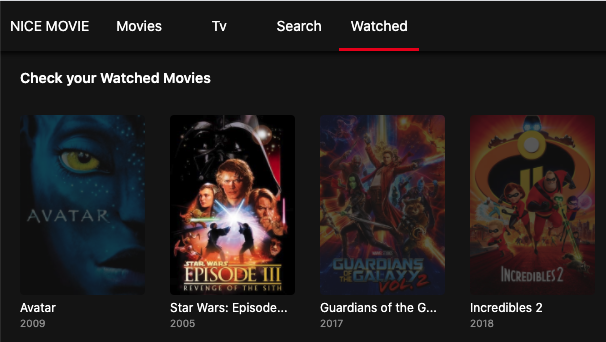 NICE MOVIE Movies Tv Search Watched
Check your Watched Movies
AVATAR
STAR WARS
EPISODE III
REVENGE OF THE SITH
GUARDIANS
OF THE
GALAXY
VOL. 2
INCREDIBLES 2
Avatar Star Wars: Episode... Guardians of the G... Incredibles 2
2009 2005 2017 2018